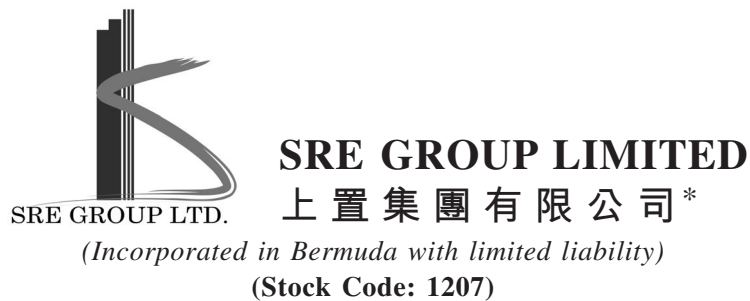 SRE GROUP LTD.
SRE GROUP LIMITED
上置集團有限公司*
(Incorporated in Bermuda with limited liability)
(Stock Code: 1207)